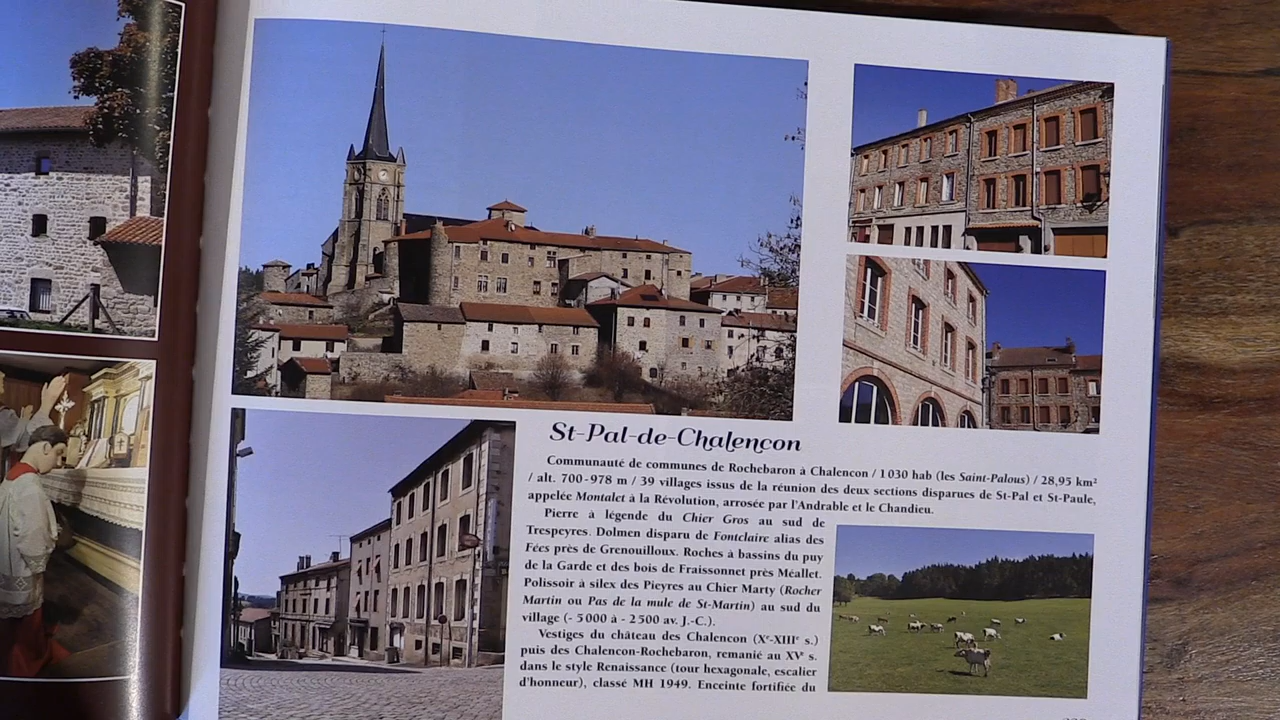 St-Pal-de-Chalencon
Communauté de communes de Rochebaron à Chalencon / 1 030 hab (les Saint-Palous) / 28,95 km²
/ alt. 700-978 m / 39 villages issus de la réunion des deux sections disparues de St-Pal et St-Paule,
appelée Montalet à la Révolution, arrosée par l'Andrable et le Chandieu.
Pierre à légende du Chier Gros au sud de
Trespeyres. Dolmen disparu de Fontclaire alias des
Fées près de Grenouilloux. Roches à bassins du puy
de la Garde et des bois de Fraissonnet près Méallet.
Polissoir à silex des Pieyres au Chier Marty (Rocher
Martin ou Pas de la mule de St-Martin) au sud du
village (- 5 000 à - 2 500 av. J.-C.).
Vestiges du château des Chalencon (Xᵉ-XIIIᵉ s.)
puis des Chalencon-Rochebaron, remanié au XVᵉ s.
dans le style Renaissance (tour hexagonale, escalier
d'honneur), classé MH 1949. Enceinte fortifiée du